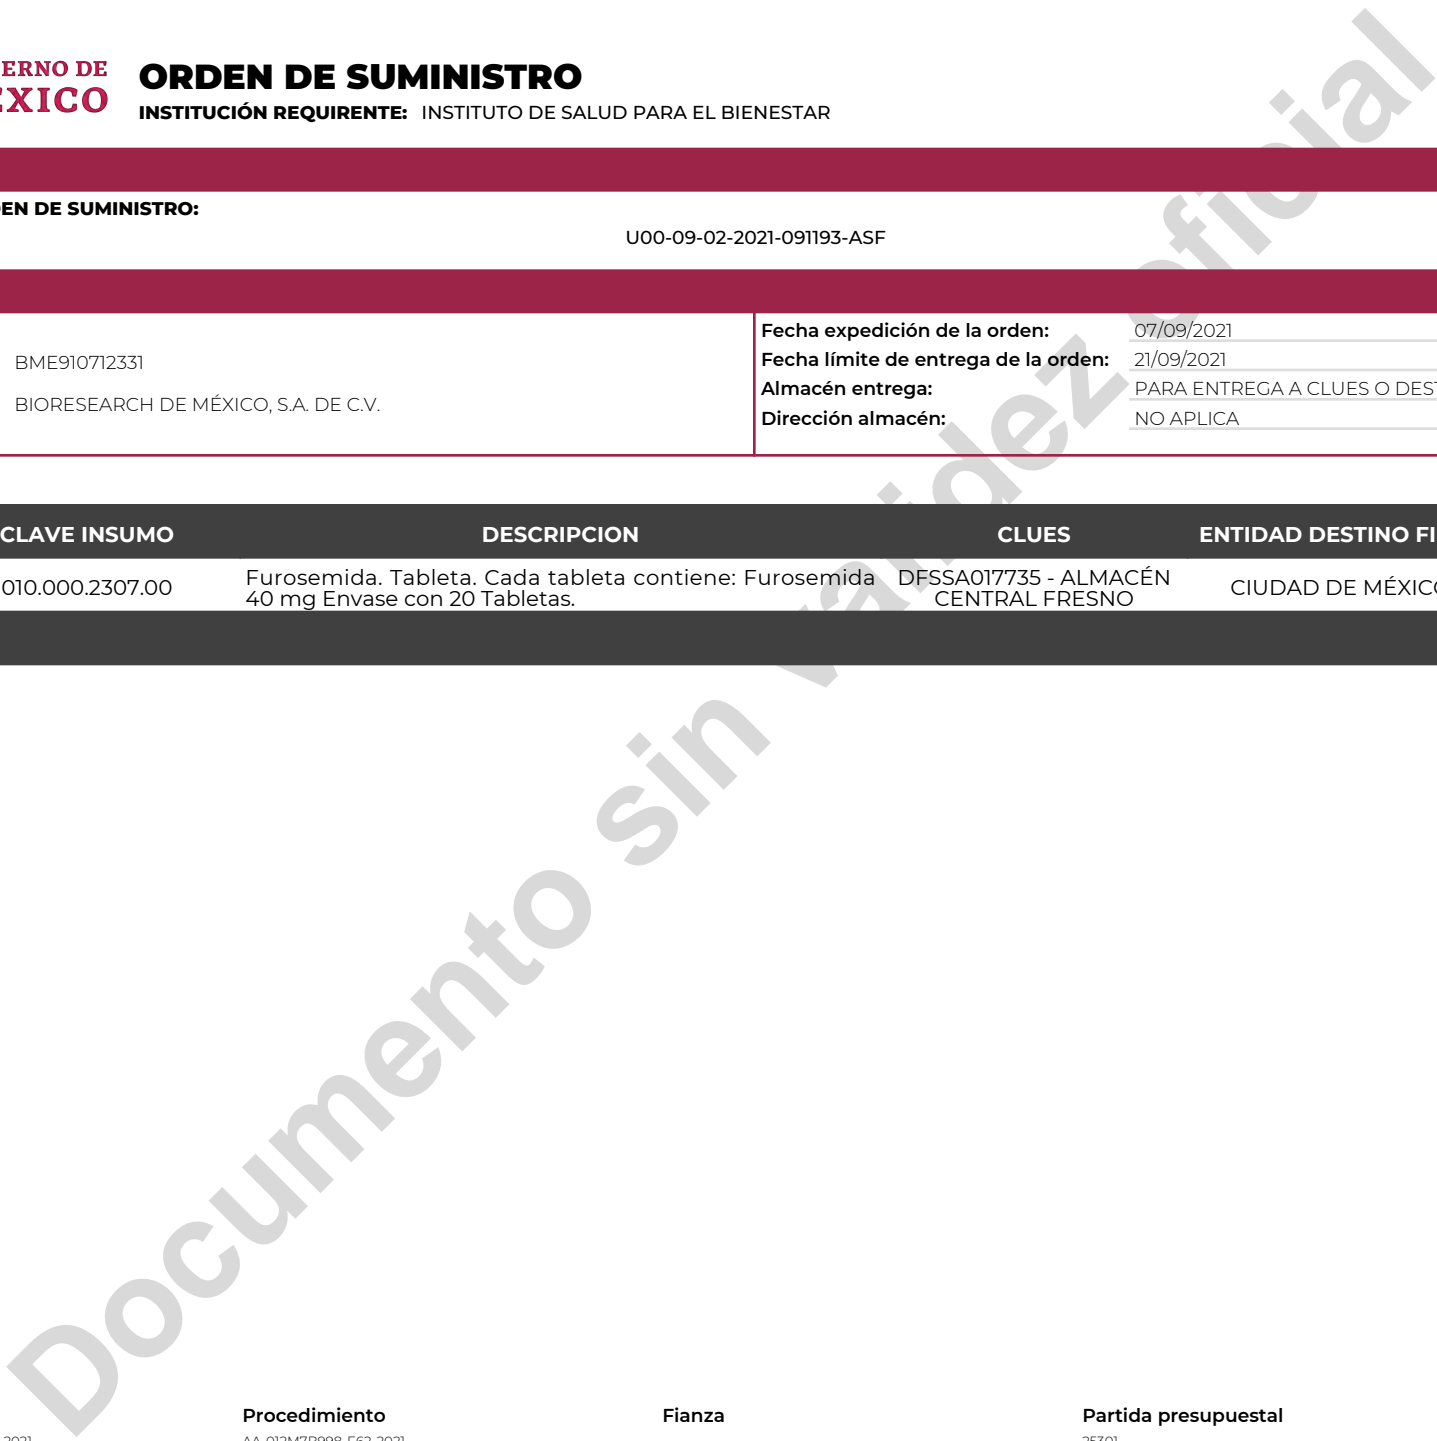 ORDEN DE SUMINISTRO
INSTITUCIÓN REQUIRENTE: INSTITUTO DE SALUD PARA EL BIENESTAR
ERNO DE
ÉXICO
EN DE SUMINISTRO:
U00-09-02-2021-091193-ASF
BME910712331
BIORESEARCH DE MÉXICO, S.A. DE C.V.
Fecha expedición de la orden: 07/09/2021
Fecha límite de entrega de la orden: 21/09/2021
Almacén entrega: PARA ENTREGA A CLUES O DEST
Dirección almacén: NO APLICA
CLAVE INSUMO DESCRIPCION CLUES ENTIDAD DESTINO FI
010.000.2307.00
Furosemida. Tableta. Cada tableta contiene: Furosemida
40 mg Envase con 20 Tabletas.
DFSSA017735 - ALMACÉN
CENTRAL FRESNO
CIUDAD DE MÉXICO
Documento sin validez oficial
Procedimiento Fianza Partida presupuestal